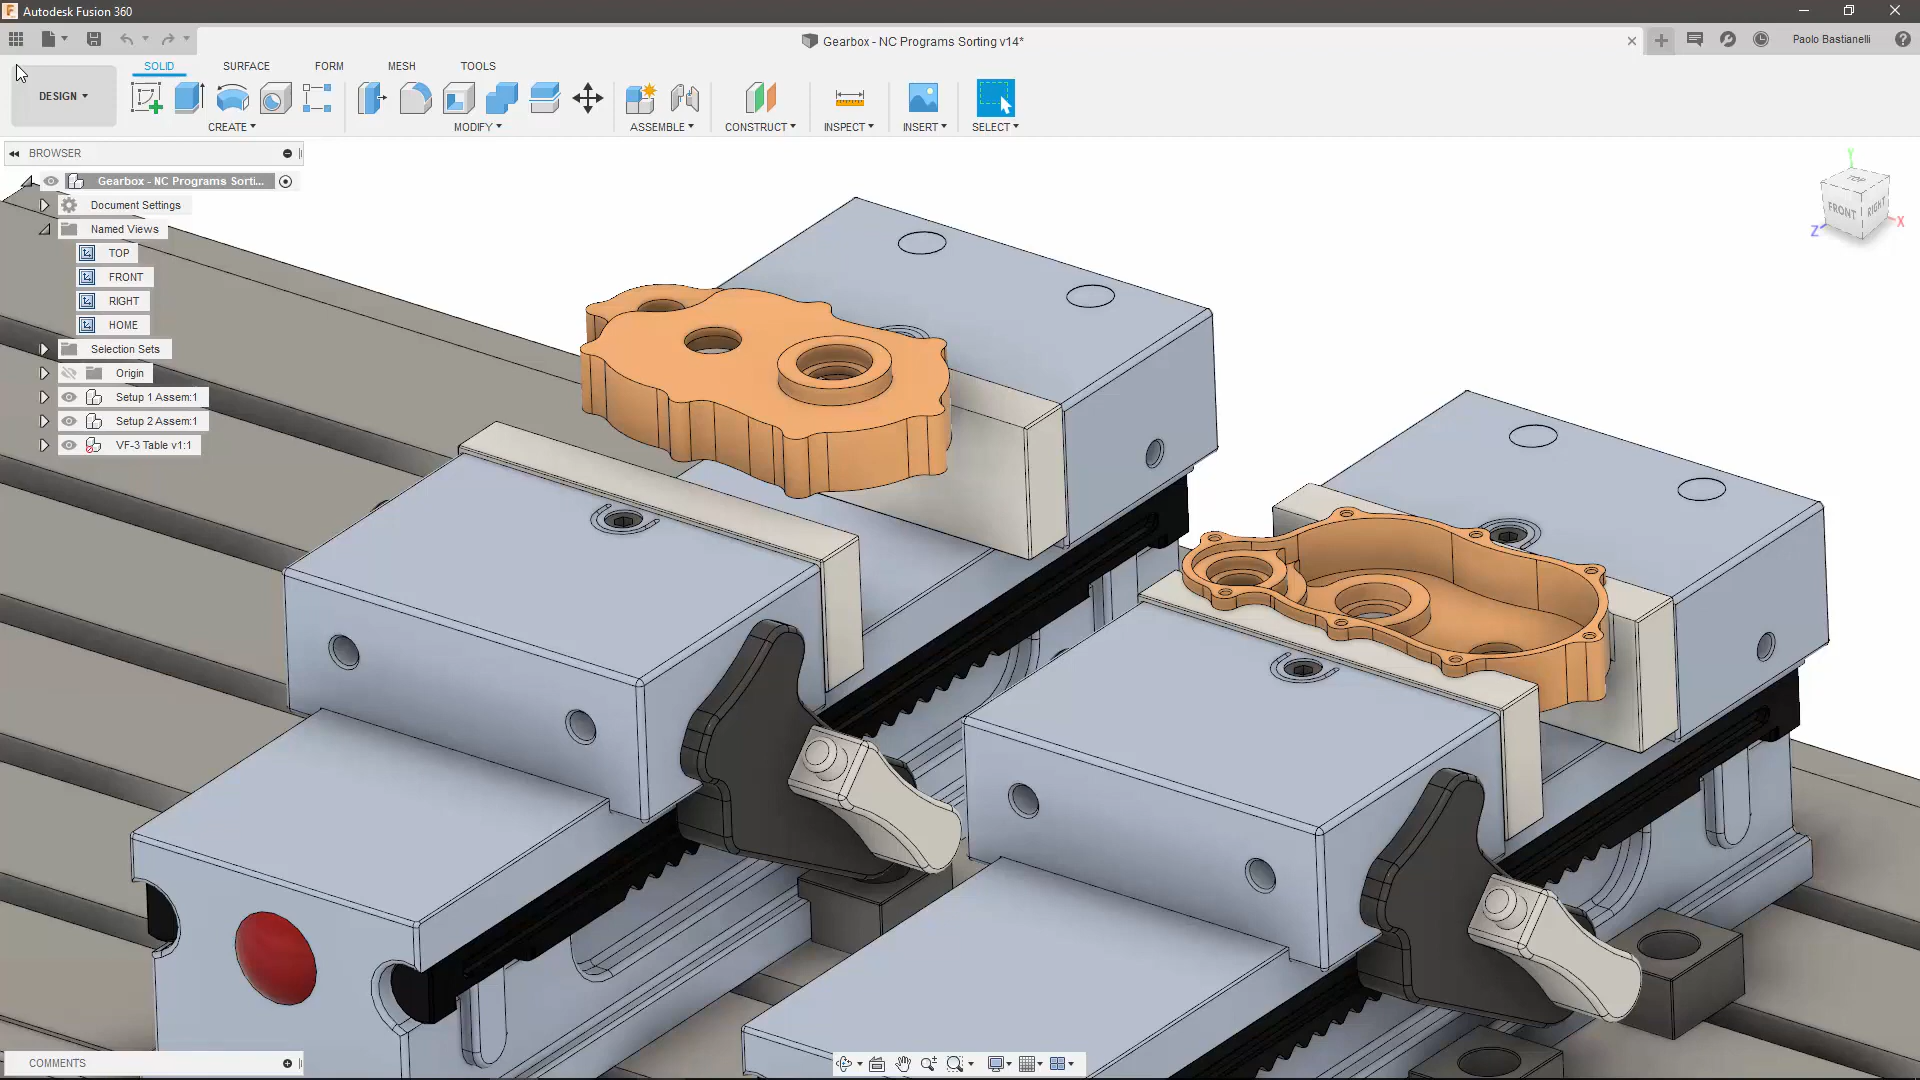 Autodesk Fusion 360
Gearbox - NC Programs Sorting v14*
Paolo Bastianelli
SOLID SURFACE FORM MESH TOOLS
DESIGN
CREATE MODIFY ASSEMBLE CONSTRUCT INSPECT INSERT SELECT
BROWSER
Gearbox - NC Programs Sorti...
Document Settings
Named Views
TOP
FRONT
RIGHT
HOME
Selection Sets
Origin
Setup 1 Assem:1
Setup 2 Assem:1
VF-3 Table v1:1
Y
TOP
FRONT RIGHT
X
Z
COMMENTS